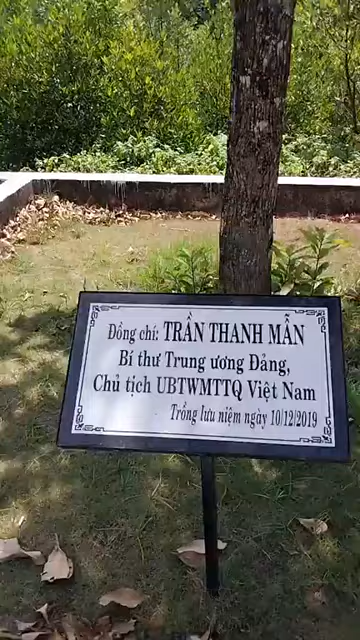 Đồng chí: TRẦN THANH MẪN
Bí thư Trung ương Đảng,
Chủ tịch UBTWMTTQ Việt Nam
Trồng lưu niệm ngày 10/12/2019